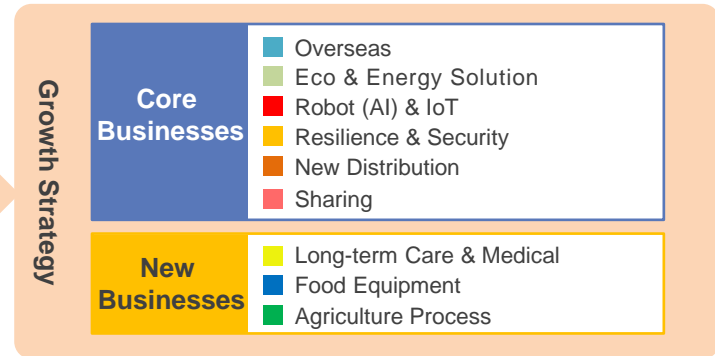 Growth Strategy
Core
Businesses
Overseas
Eco & Energy Solution
Robot (AI) & IoT
Resilience & Security
New Distribution
Sharing
New
Businesses
Long-term Care & Medical
Food Equipment
Agriculture Process